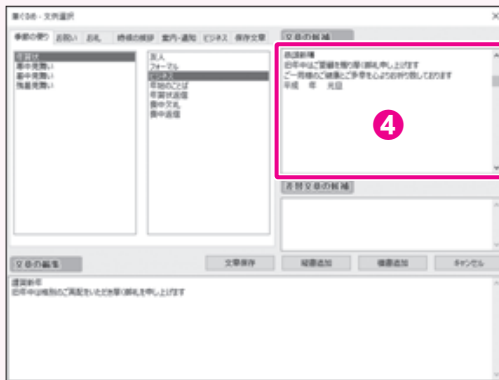 筆ぐるめ - 文例選択
季節の便り お祝い お礼 時候の挨拶 案内・通知 ビジネス 保存文章
文章の候補
年賀状
寒中見舞い
暑中見舞い
残暑見舞い
友人
フォーマル
ビジネス
年始のことば
年賀状返信
喪中欠礼
喪中返信
恭頌新禧
旧年中はご愛顧を賜り厚く御礼申し上げます
ご一同様のご健康とご多幸を心よりお祈り致しております
平成 年 元旦
4
差替文章の候補
文章の編集
文章保存
縦書追加
横書追加
キャンセル
謹賀新年
旧年中は格別のご高配をいただき厚く御礼を申し上げます